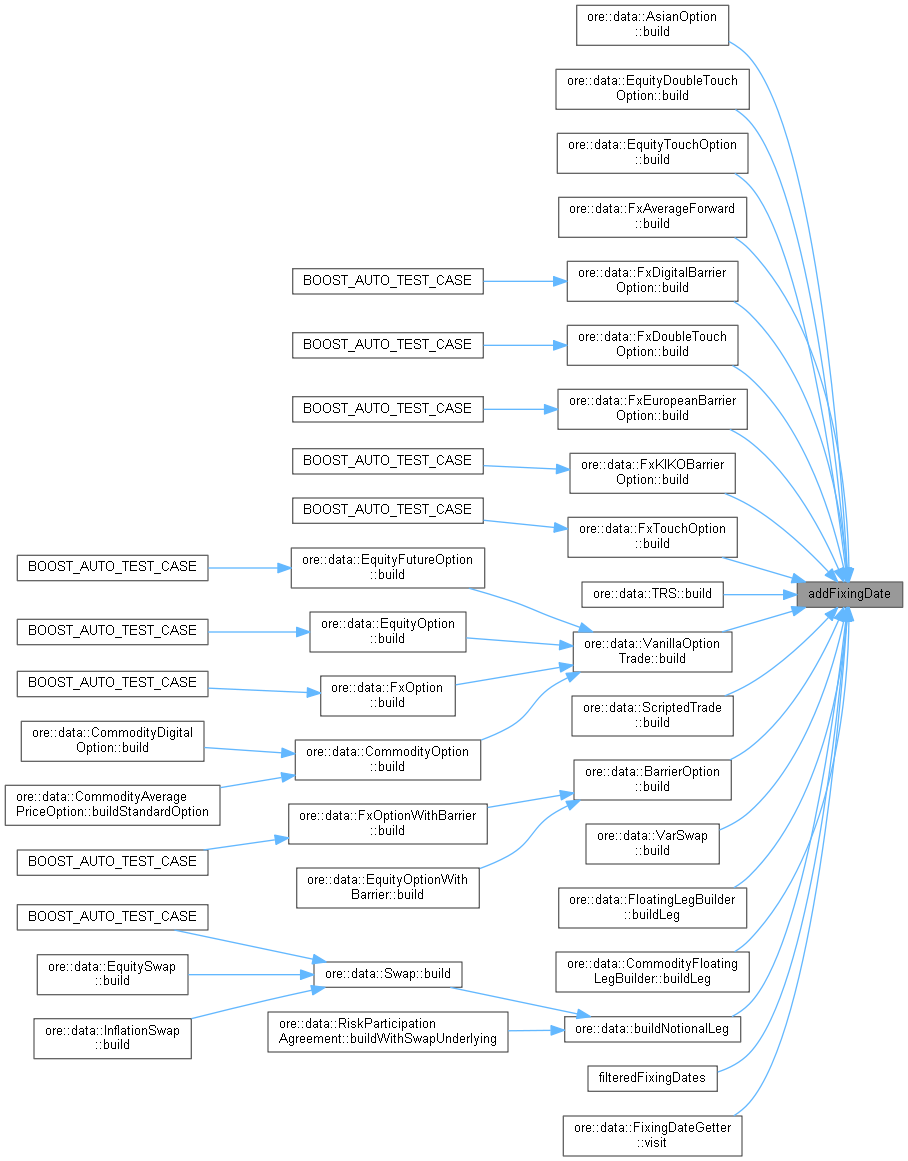 ore::data::AsianOption
::build
ore::data::EquityDoubleTouch
Option::build
ore::data::EquityTouchOption
::build
ore::data::FxAverageForward
::build
BOOST_AUTO_TEST_CASE
ore::data::FxDigitalBarrier
Option::build
BOOST_AUTO_TEST_CASE
ore::data::FxDoubleTouch
Option::build
BOOST_AUTO_TEST_CASE
ore::data::FxEuropeanBarrier
Option::build
BOOST_AUTO_TEST_CASE
ore::data::FxKIKOBarrier
Option::build
BOOST_AUTO_TEST_CASE
ore::data::FxTouchOption
::build
BOOST_AUTO_TEST_CASE
ore::data::EquityFutureOption
::build
ore::data::TRS::build
addFixingDate
BOOST_AUTO_TEST_CASE
ore::data::EquityOption
::build
ore::data::VanillaOption
Trade::build
BOOST_AUTO_TEST_CASE
ore::data::FxOption
::build
ore::data::ScriptedTrade
::build
ore::data::CommodityDigital
Option::build
ore::data::CommodityOption
::build
ore::data::BarrierOption
::build
ore::data::CommodityAverage
PriceOption::buildStandardOption
ore::data::FxOptionWithBarrier
::build
ore::data::VarSwap
::build
BOOST_AUTO_TEST_CASE
ore::data::EquityOptionWith
Barrier::build
ore::data::FloatingLegBuilder
::buildLeg
BOOST_AUTO_TEST_CASE
ore::data::EquitySwap
::build
ore::data::Swap::build
ore::data::CommodityFloating
LegBuilder::buildLeg
ore::data::InflationSwap
::build
ore::data::RiskParticipation
Agreement::buildWithSwapUnderlying
ore::data::buildNotionalLeg
filteredFixingDates
ore::data::FixingDateGetter
::visit